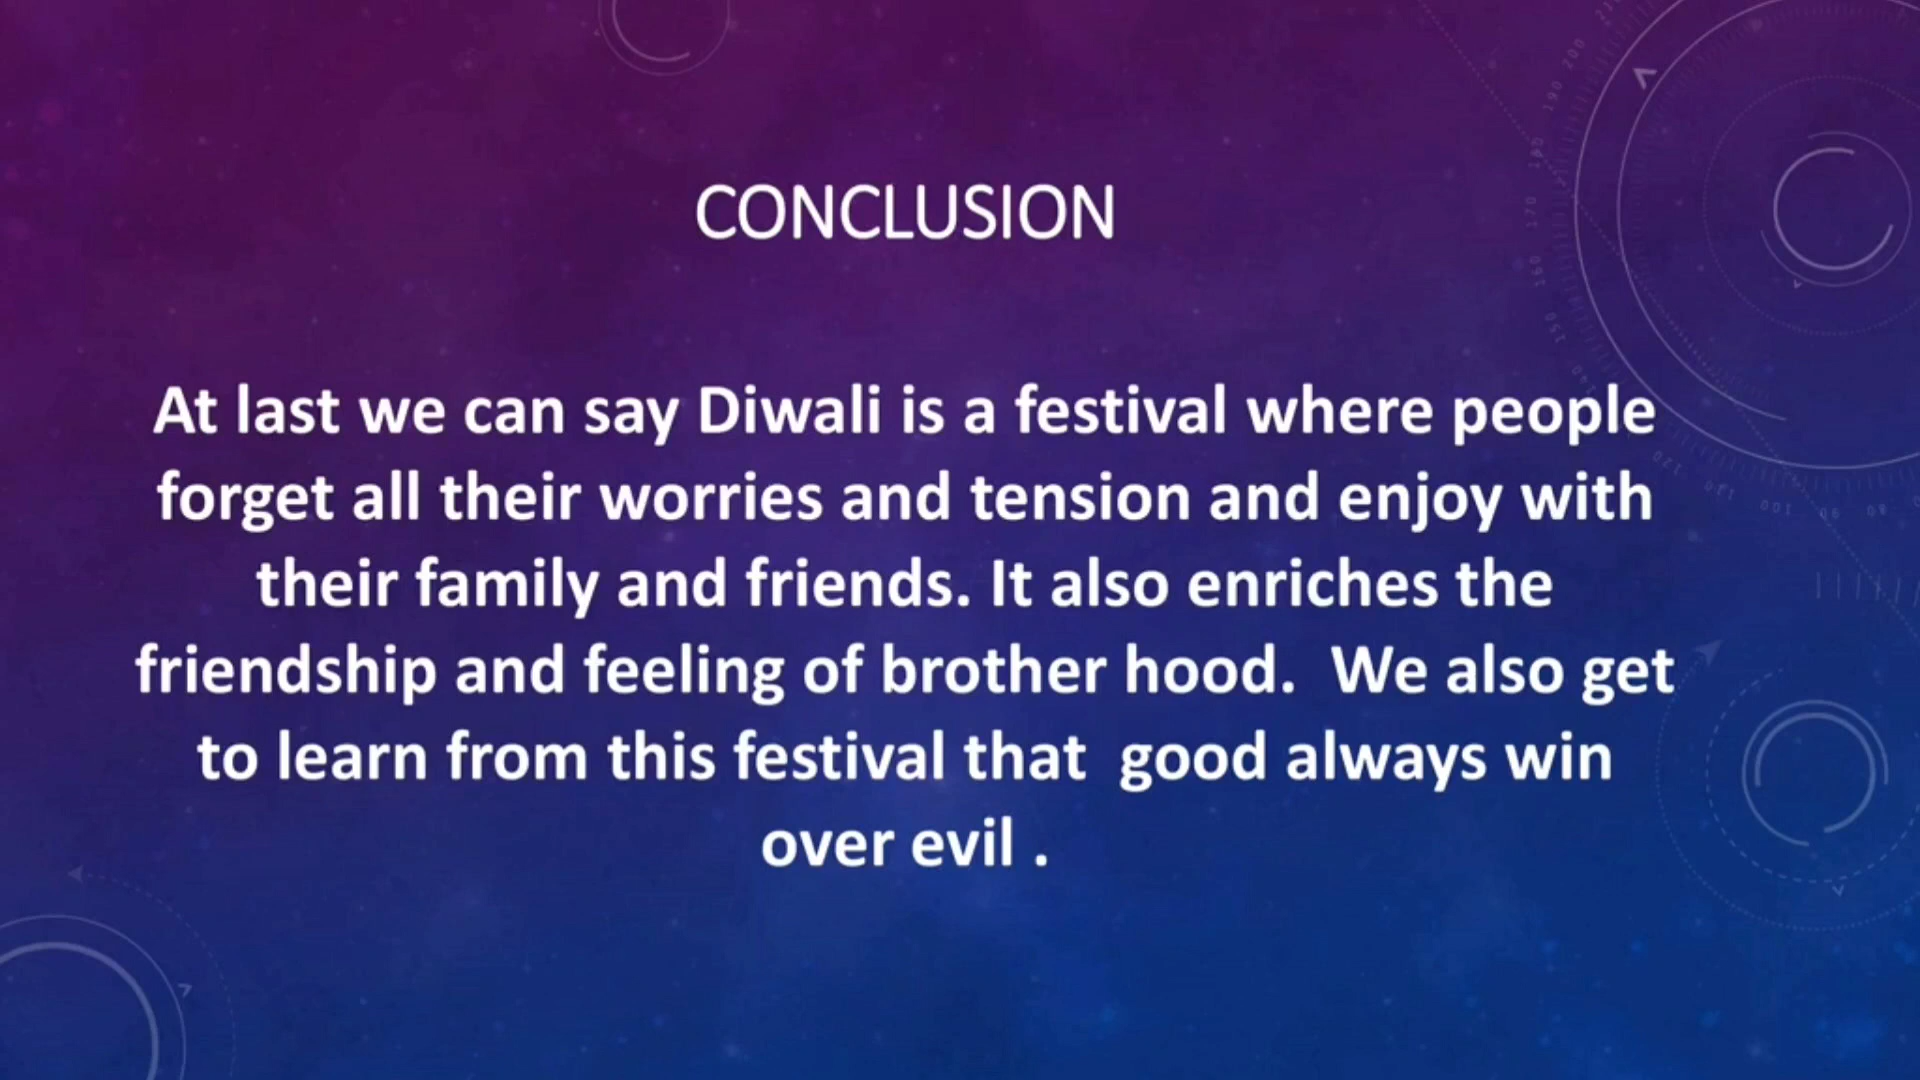 CONCLUSION
At last we can say Diwali is a festival where people
forget all their worries and tension and enjoy with
their family and friends. It also enriches the
friendship and feeling of brother hood.  We also get
to learn from this festival that  good always win
over evil .